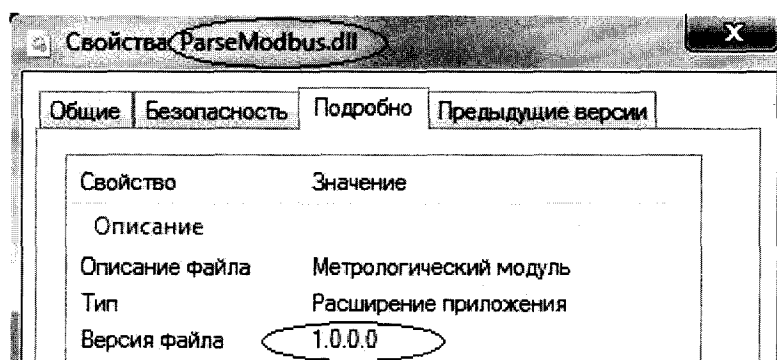 Свойства: ParseModbus.dll
x
Общие Безопасность Подробно Предыдущие версии
Свойство Значение
Описание
Описание файла Метрологический модуль
Тип Расширение приложения
Версия файла 1.0.0.0